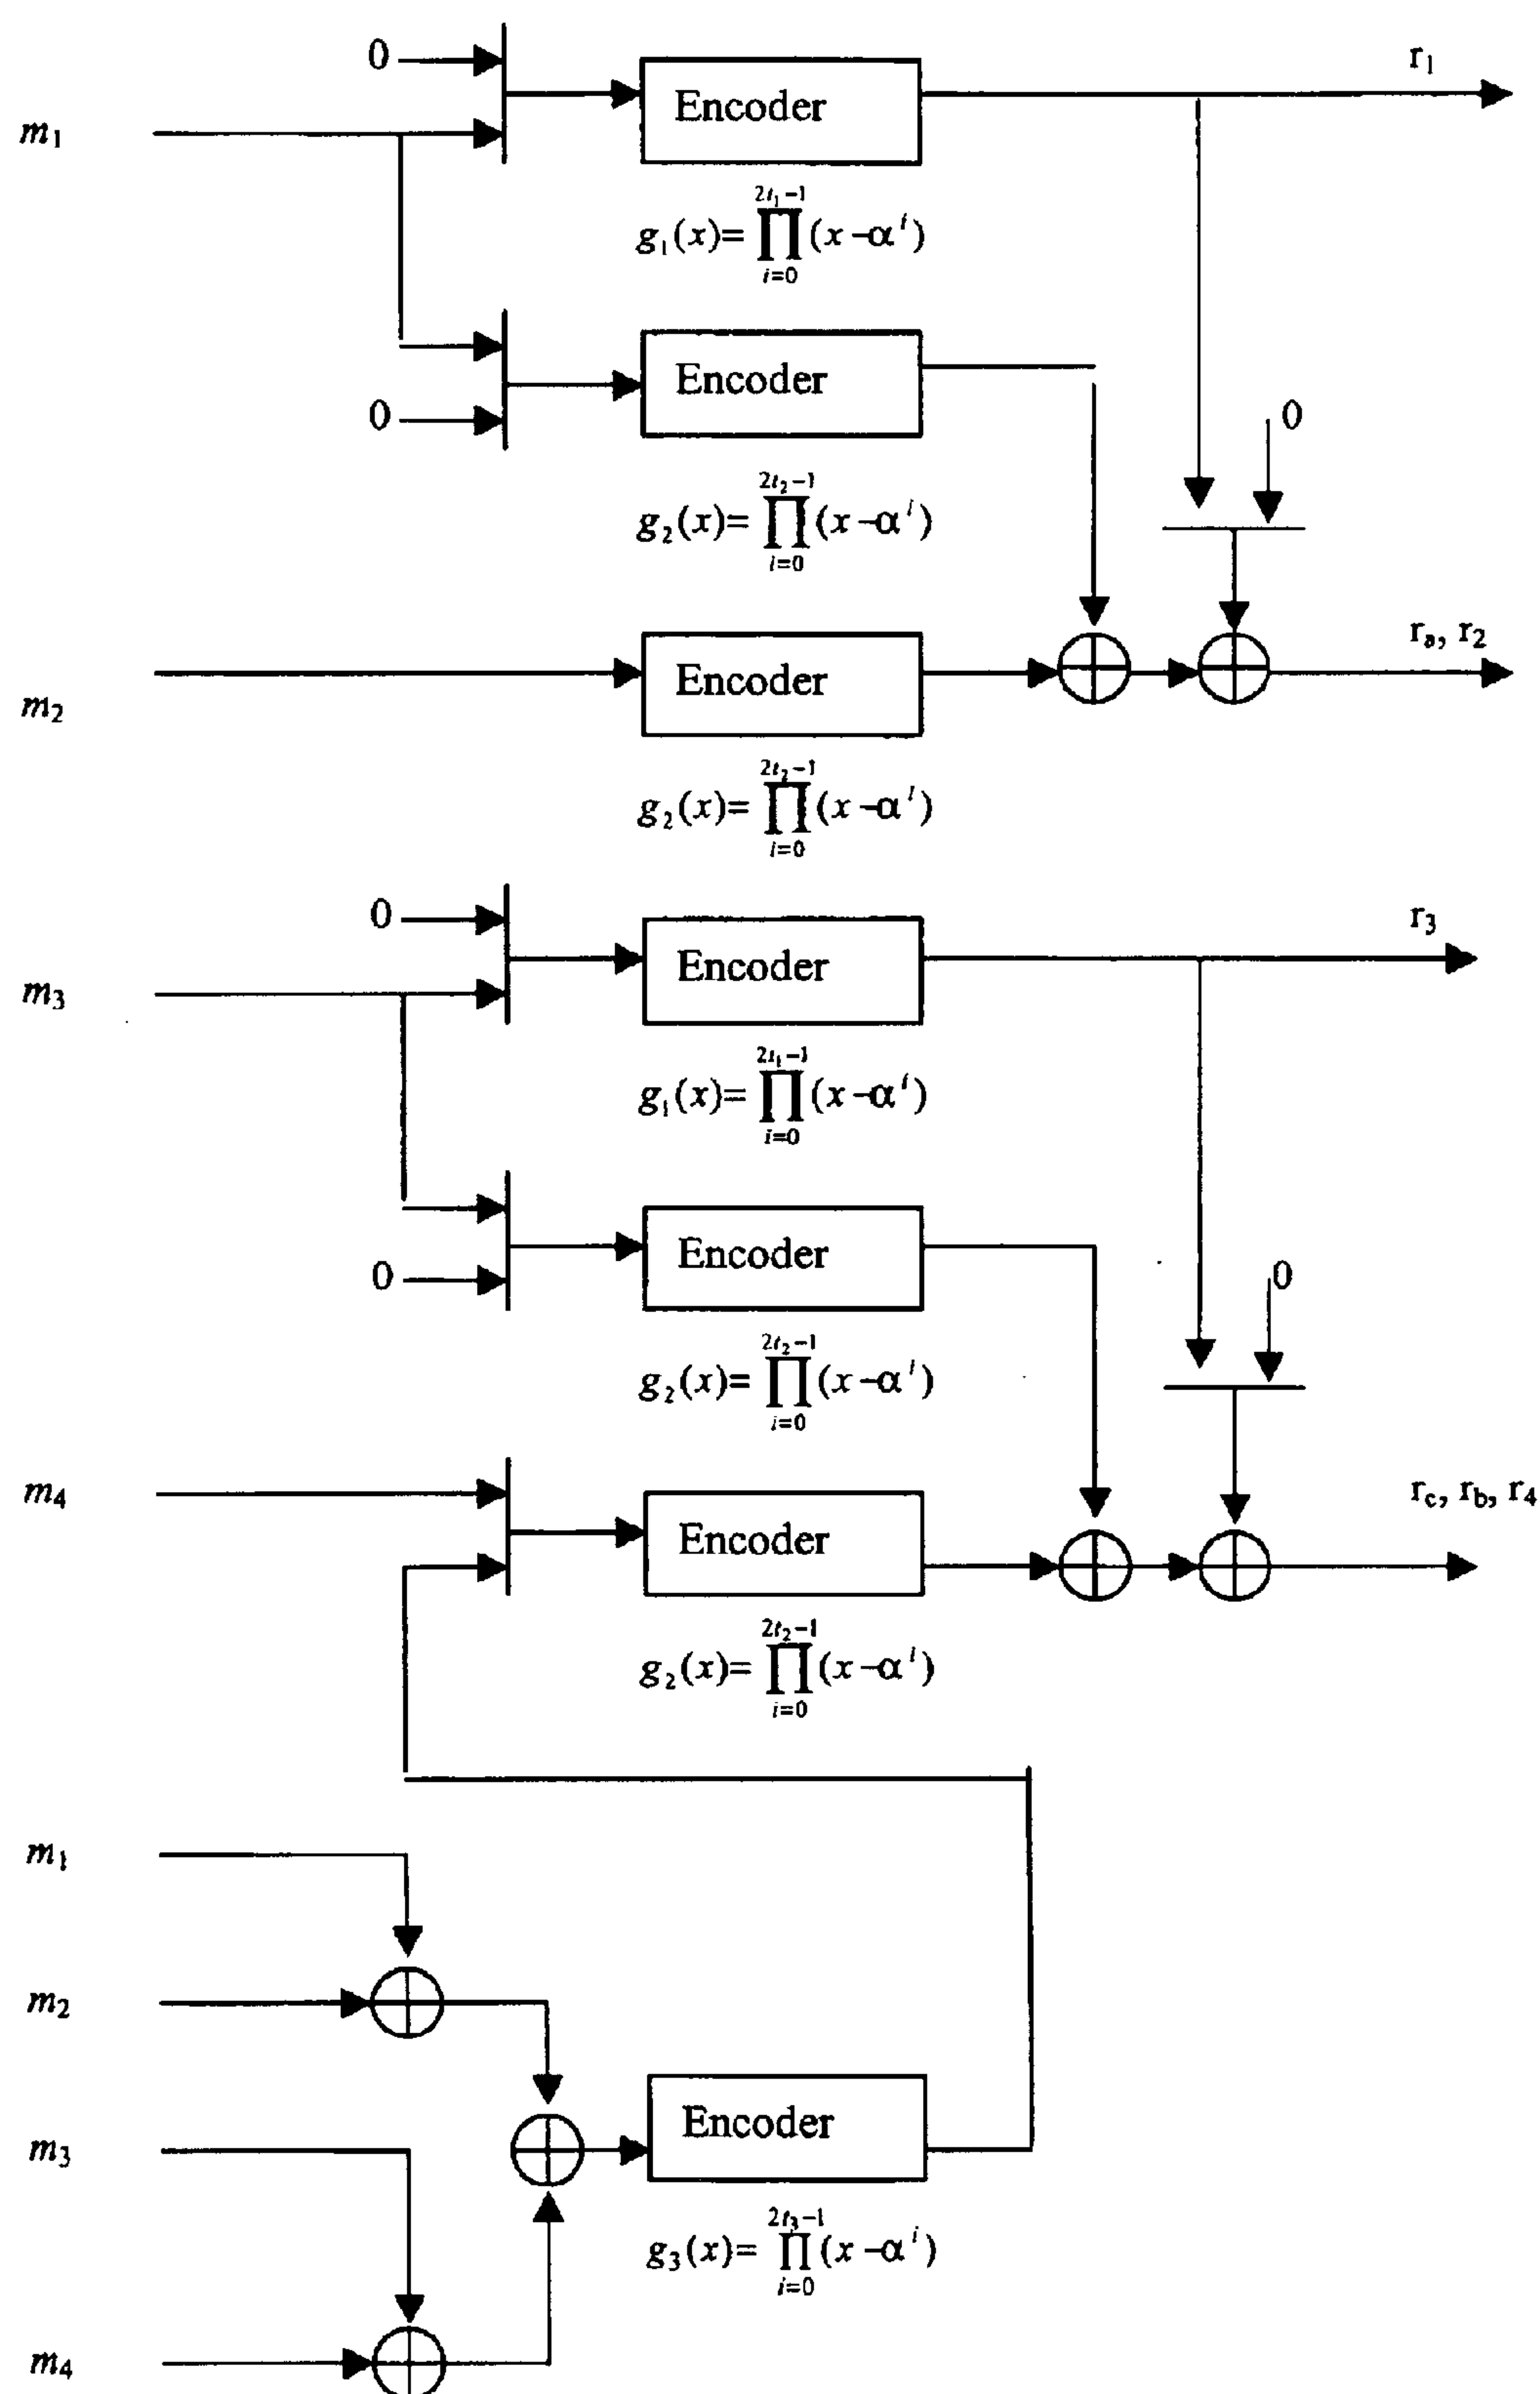 0
r₁
m₁
Encoder
g₁(x)=∏_{i=0}^{2t₁−1}(x−α^i)
Encoder
0
0
g₂(x)=∏_{i=0}^{2t₂−1}(x−α^i)
rₐ, r₂
m₂
Encoder
g₂(x)=∏_{i=0}^{2t₂−1}(x−α^i)
0
r₃
m₃
Encoder
g₁(x)=∏_{i=0}^{2t₁−1}(x−α^i)
Encoder
0
0
g₂(x)=∏_{i=0}^{2t₂−1}(x−α^i)
m₄
r_c, r_b, r₄
Encoder
g₂(x)=∏_{i=0}^{2t₂−1}(x−α^i)
m₁
m₂
m₃
Encoder
g₃(x)=∏_{i=0}^{2t₃−1}(x−α^i)
m₄